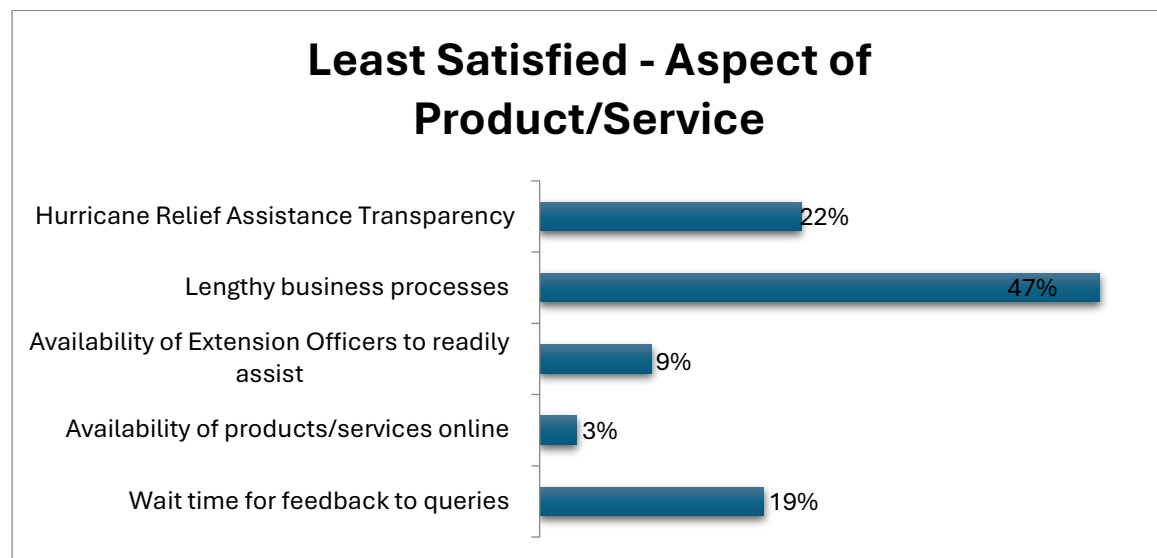 Least Satisfied - Aspect of
Product/Service
Hurricane Relief Assistance Transparency
22%
Lengthy business processes
47%
Availability of Extension Officers to readily
assist
9%
Availability of products/services online
3%
Wait time for feedback to queries
19%